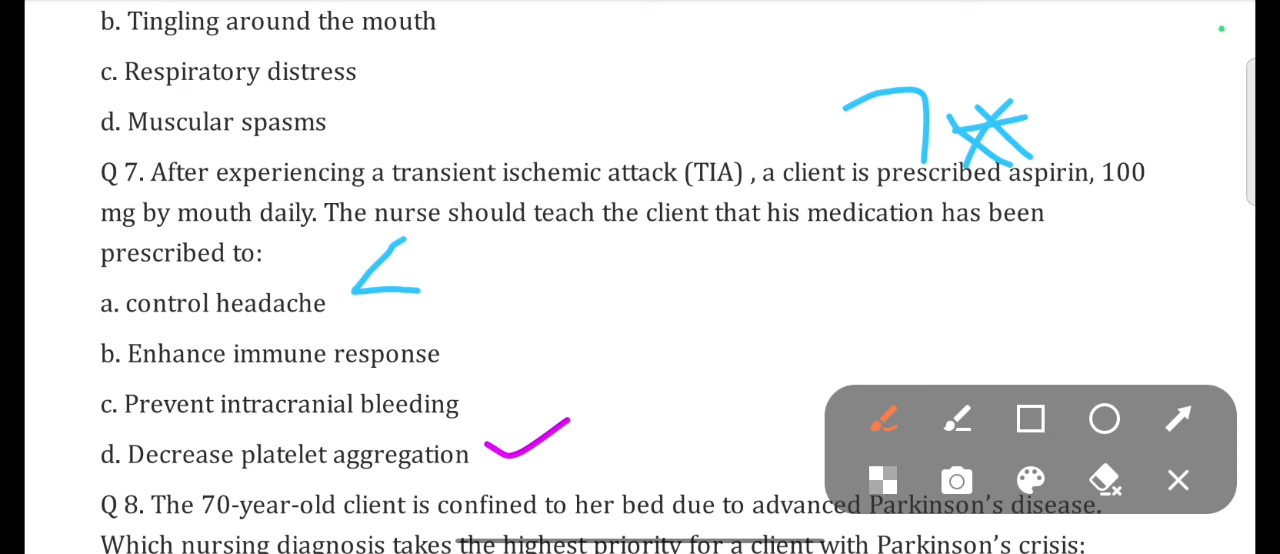 b. Tingling around the mouth
c. Respiratory distress
d. Muscular spasms
Q 7. After experiencing a transient ischemic attack (TIA) , a client is prescribed aspirin, 100
mg by mouth daily. The nurse should teach the client that his medication has been
prescribed to:
a. control headache
b. Enhance immune response
c. Prevent intracranial bleeding
d. Decrease platelet aggregation
Q 8. The 70-year-old client is confined to her bed due to advanced Parkinson’s disease.
Which nursing diagnosis takes the highest priority for a client with Parkinson’s crisis: